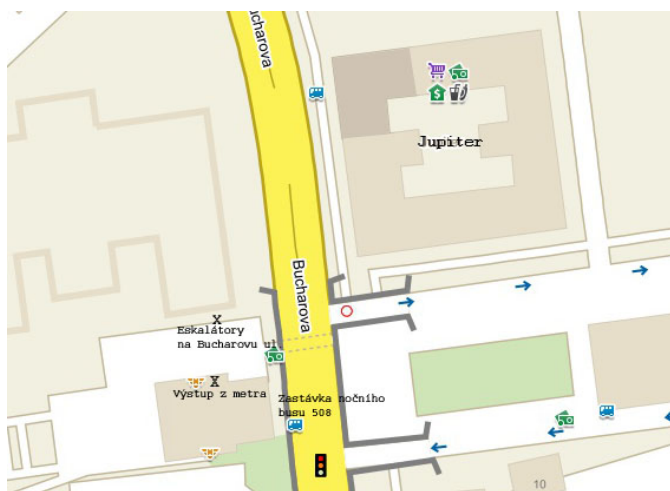 Bucharova
Jupiter
Bucharova
X
Eskalátory
na Bucharovu ul
X
Výstup z metra
Zastávka nočního
busu 508
10